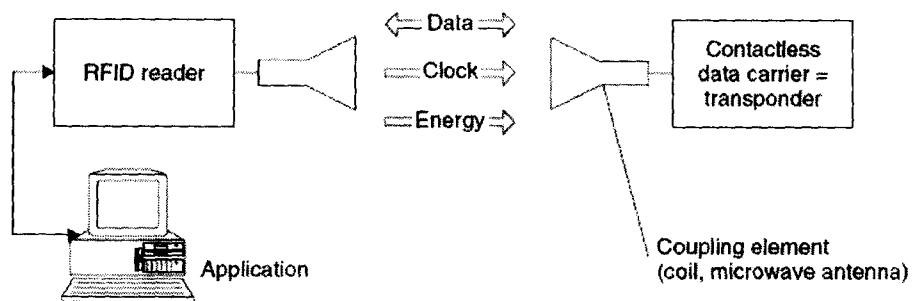 RFID reader
Data
Clock
Energy
Contactless
data carrier =
transponder
Application
Coupling element
(coil, microwave antenna)